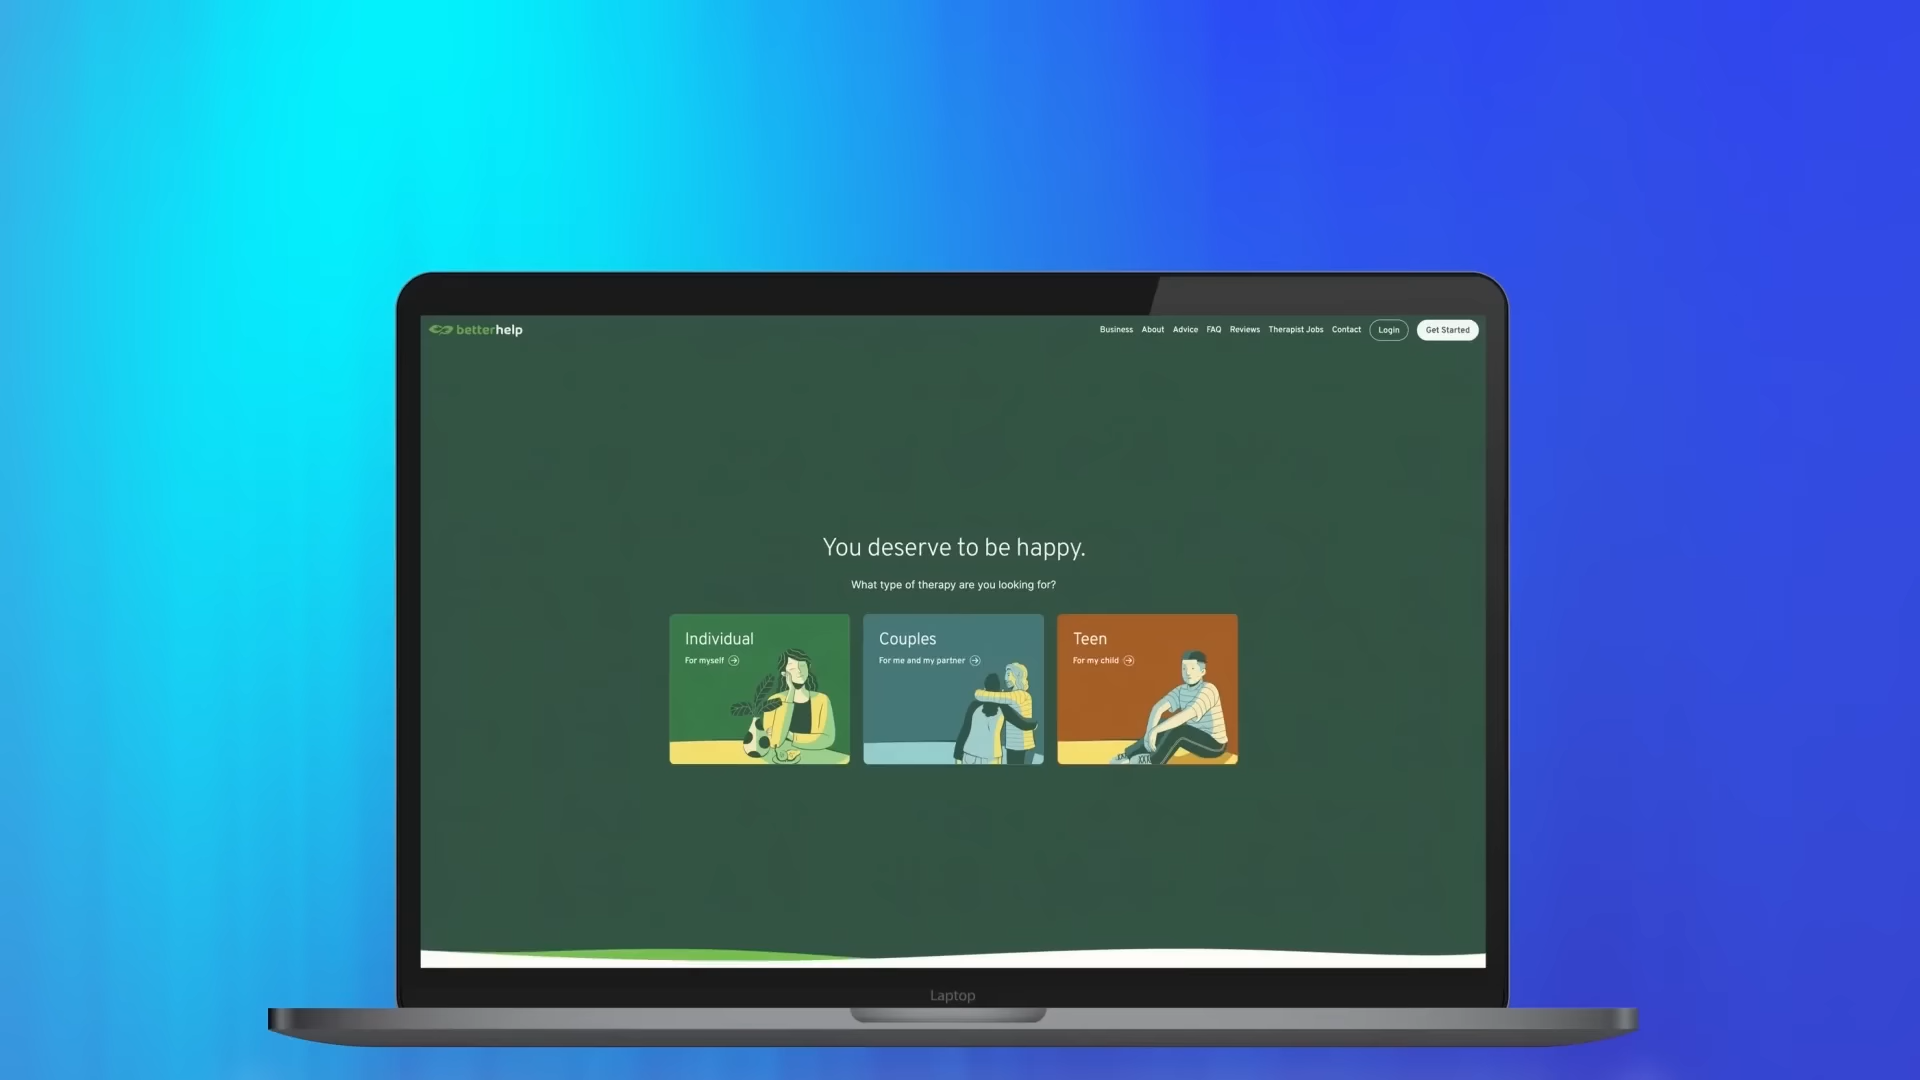 betterhelp
Business About Advice FAQ Reviews Therapist Jobs Contact Login Get Started
You deserve to be happy.
What type of therapy are you looking for?
Individual
For myself
Couples
For me and my partner
Teen
For my child
Laptop